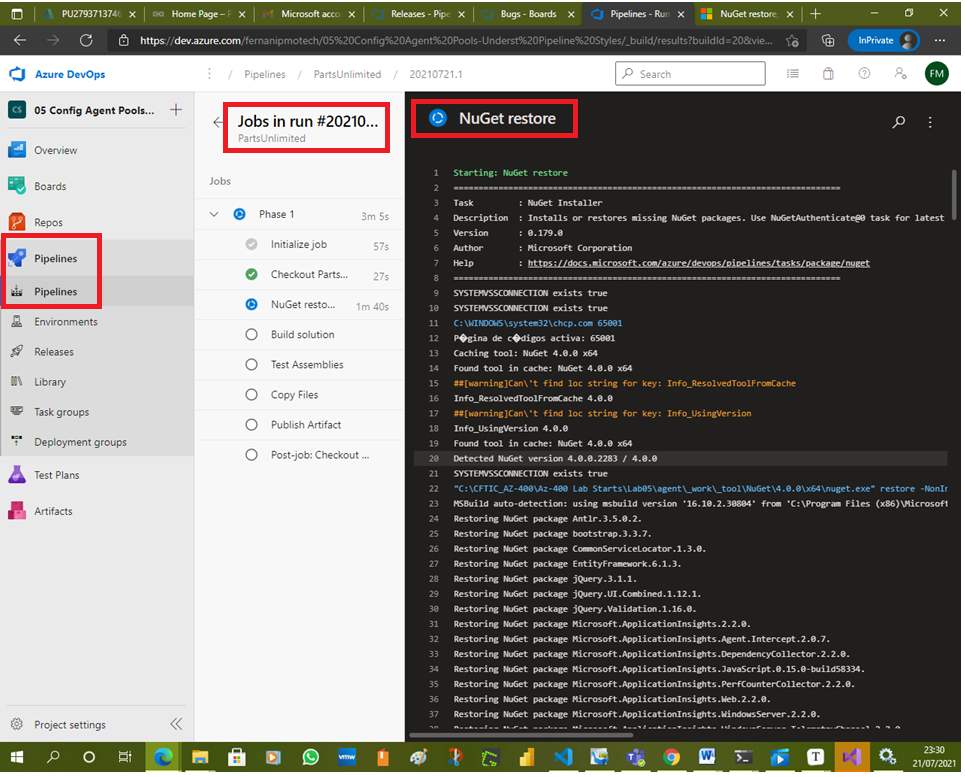 PU279371374б
Home Page – F
Microsoft acco
Releases - Pipe
Bugs - Boards
Pipelines - Run
NuGet restore,
https://dev.azure.com/fernanipmotech/05%20Config%20Agent%20Pools-Underst%20Pipeline%20Styles/_build/results?buildId=20&vie...
InPrivate
Azure DevOps
/ Pipelines / PartsUnlimited / 20210721.1
Search
FM
CS 05 Config Agent Pools...
Overview
Boards
Repos
Pipelines
Pipelines
Environments
Releases
Library
Task groups
Deployment groups
Test Plans
Artifacts
Project settings
Jobs in run #20210...
PartsUnlimited
Jobs
Phase 1 3m 5s
Initialize job 57s
Checkout Parts... 27s
NuGet resto... 1m 40s
Build solution
Test Assemblies
Copy Files
Publish Artifact
Post-job: Checkout ...
NuGet restore
1 Starting: NuGet restore
2 ==============================================================================
3 Task : NuGet Installer
4 Description : Installs or restores missing NuGet packages. Use NuGetAuthenticate@0 task for latest
5 Version : 0.179.0
6 Author : Microsoft Corporation
7 Help : https://docs.microsoft.com/azure/devops/pipelines/tasks/package/nuget
8 ==============================================================================
9 SYSTEMVSSCONNECTION exists true
10 SYSTEMVSSCONNECTION exists true
11 C:\WINDOWS\system32\chcp.com 65001
12 P�gina de c�digos activa: 65001
13 Caching tool: NuGet 4.0.0 x64
14 Found tool in cache: NuGet 4.0.0 x64
15 ##[warning]Can\'t find loc string for key: Info_ResolvedToolFromCache
16 Info_ResolvedToolFromCache 4.0.0
17 ##[warning]Can\'t find loc string for key: Info_UsingVersion
18 Info_UsingVersion 4.0.0
19 Found tool in cache: NuGet 4.0.0 x64
20 Detected NuGet version 4.0.0.2283 / 4.0.0
21 SYSTEMVSSCONNECTION exists true
22 "C:\CFTIC_AZ-400\Az-400 Lab Starts\Lab05\agent\_work\_tool\NuGet\4.0.0\x64\nuget.exe" restore -NonIn
23 MSBuild auto-detection: using msbuild version '16.10.2.30804' from 'C:\Program Files (x86)\Microsoft
24 Restoring NuGet package Antlr.3.5.0.2.
25 Restoring NuGet package bootstrap.3.3.7.
26 Restoring NuGet package CommonServiceLocator.1.3.0.
27 Restoring NuGet package EntityFramework.6.1.3.
28 Restoring NuGet package jQuery.3.1.1.
29 Restoring NuGet package jQuery.UI.Combined.1.12.1.
30 Restoring NuGet package jQuery.Validation.1.16.0.
31 Restoring NuGet package Microsoft.ApplicationInsights.2.2.0.
32 Restoring NuGet package Microsoft.ApplicationInsights.Agent.Intercept.2.0.7.
33 Restoring NuGet package Microsoft.ApplicationInsights.DependencyCollector.2.2.0.
34 Restoring NuGet package Microsoft.ApplicationInsights.JavaScript.0.15.0-build58334.
35 Restoring NuGet package Microsoft.ApplicationInsights.PerfCounterCollector.2.2.0.
36 Restoring NuGet package Microsoft.ApplicationInsights.Web.2.2.0.
37 Restoring NuGet package Microsoft.ApplicationInsights.WindowsServer.2.2.0.
23:30
21/07/2021